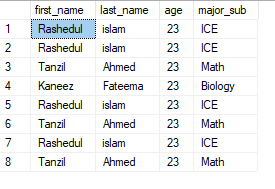 first_name last_name age major_sub
1 Rashedul islam 23 ICE
2 Rashedul islam 23 ICE
3 Tanzil Ahmed 23 Math
4 Kaneez Fateema 23 Biology
5 Rashedul islam 23 ICE
6 Tanzil Ahmed 23 Math
7 Rashedul islam 23 ICE
8 Tanzil Ahmed 23 Math